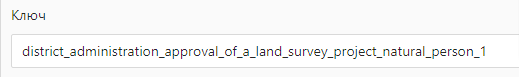 Ключ
district_administration_approval_of_a_land_survey_project_natural_person_1